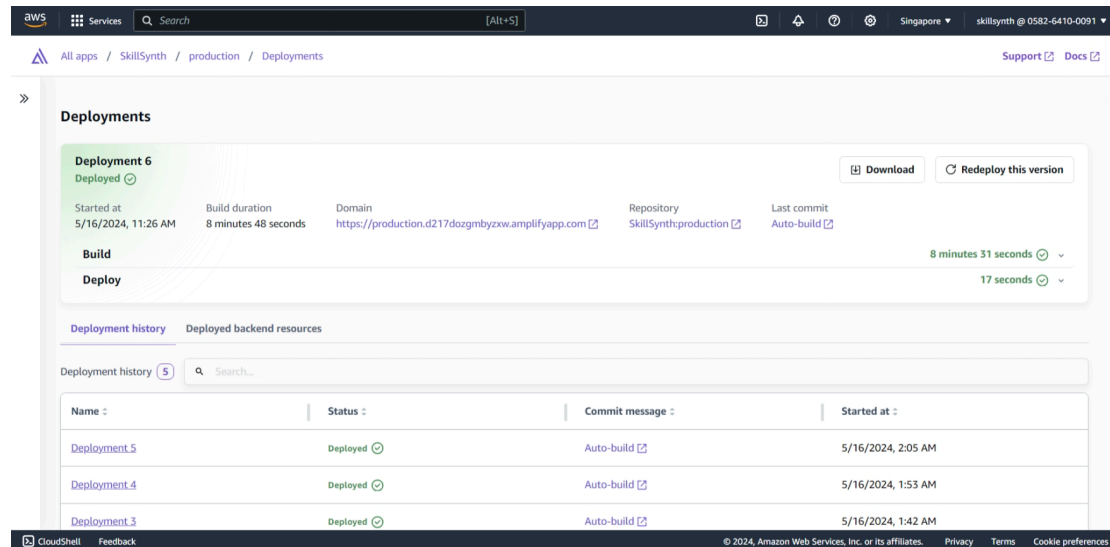 aws Services Search [Alt+S] Singapore ▼ skillsynth @ 0582-6410-0091 ▼
All apps / SkillSynth / production / Deployments Support Docs
Deployments
Deployment 6
Deployed
Download Redeploy this version
Started at Build duration Domain Repository Last commit
5/16/2024, 11:26 AM 8 minutes 48 seconds https://production.d217dozgmbyzxw.amplifyapp.com SkillSynth:production Auto-build
Build 8 minutes 31 seconds
Deploy 17 seconds
Deployment history Deployed backend resources
Deployment history 5 Search...
Name Status Commit message Started at
Deployment 5 Deployed Auto-build 5/16/2024, 2:05 AM
Deployment 4 Deployed Auto-build 5/16/2024, 1:53 AM
Deployment 3 Deployed Auto-build 5/16/2024, 1:42 AM
CloudShell Feedback © 2024, Amazon Web Services, Inc. or its affiliates. Privacy Terms Cookie preferences